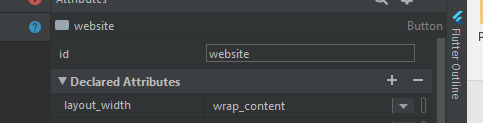 Attributes
website
Button
id
website
Declared Attributes
layout_width
wrap_content
Flutter Outline